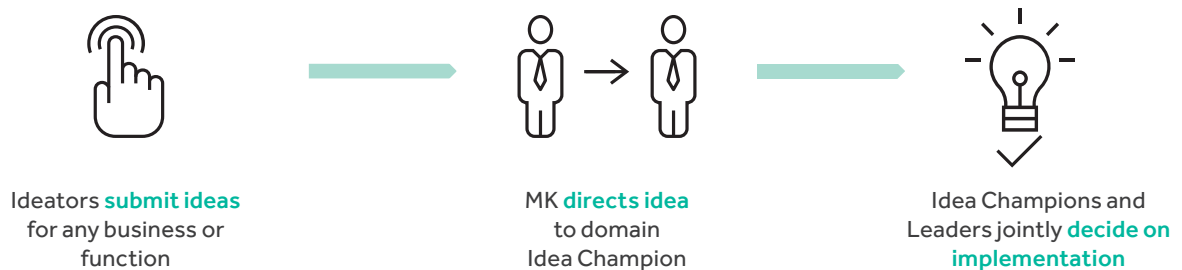 Ideators submit ideas
for any business or
function
MK directs idea
to domain
Idea Champion
Idea Champions and
Leaders jointly decide on
implementation